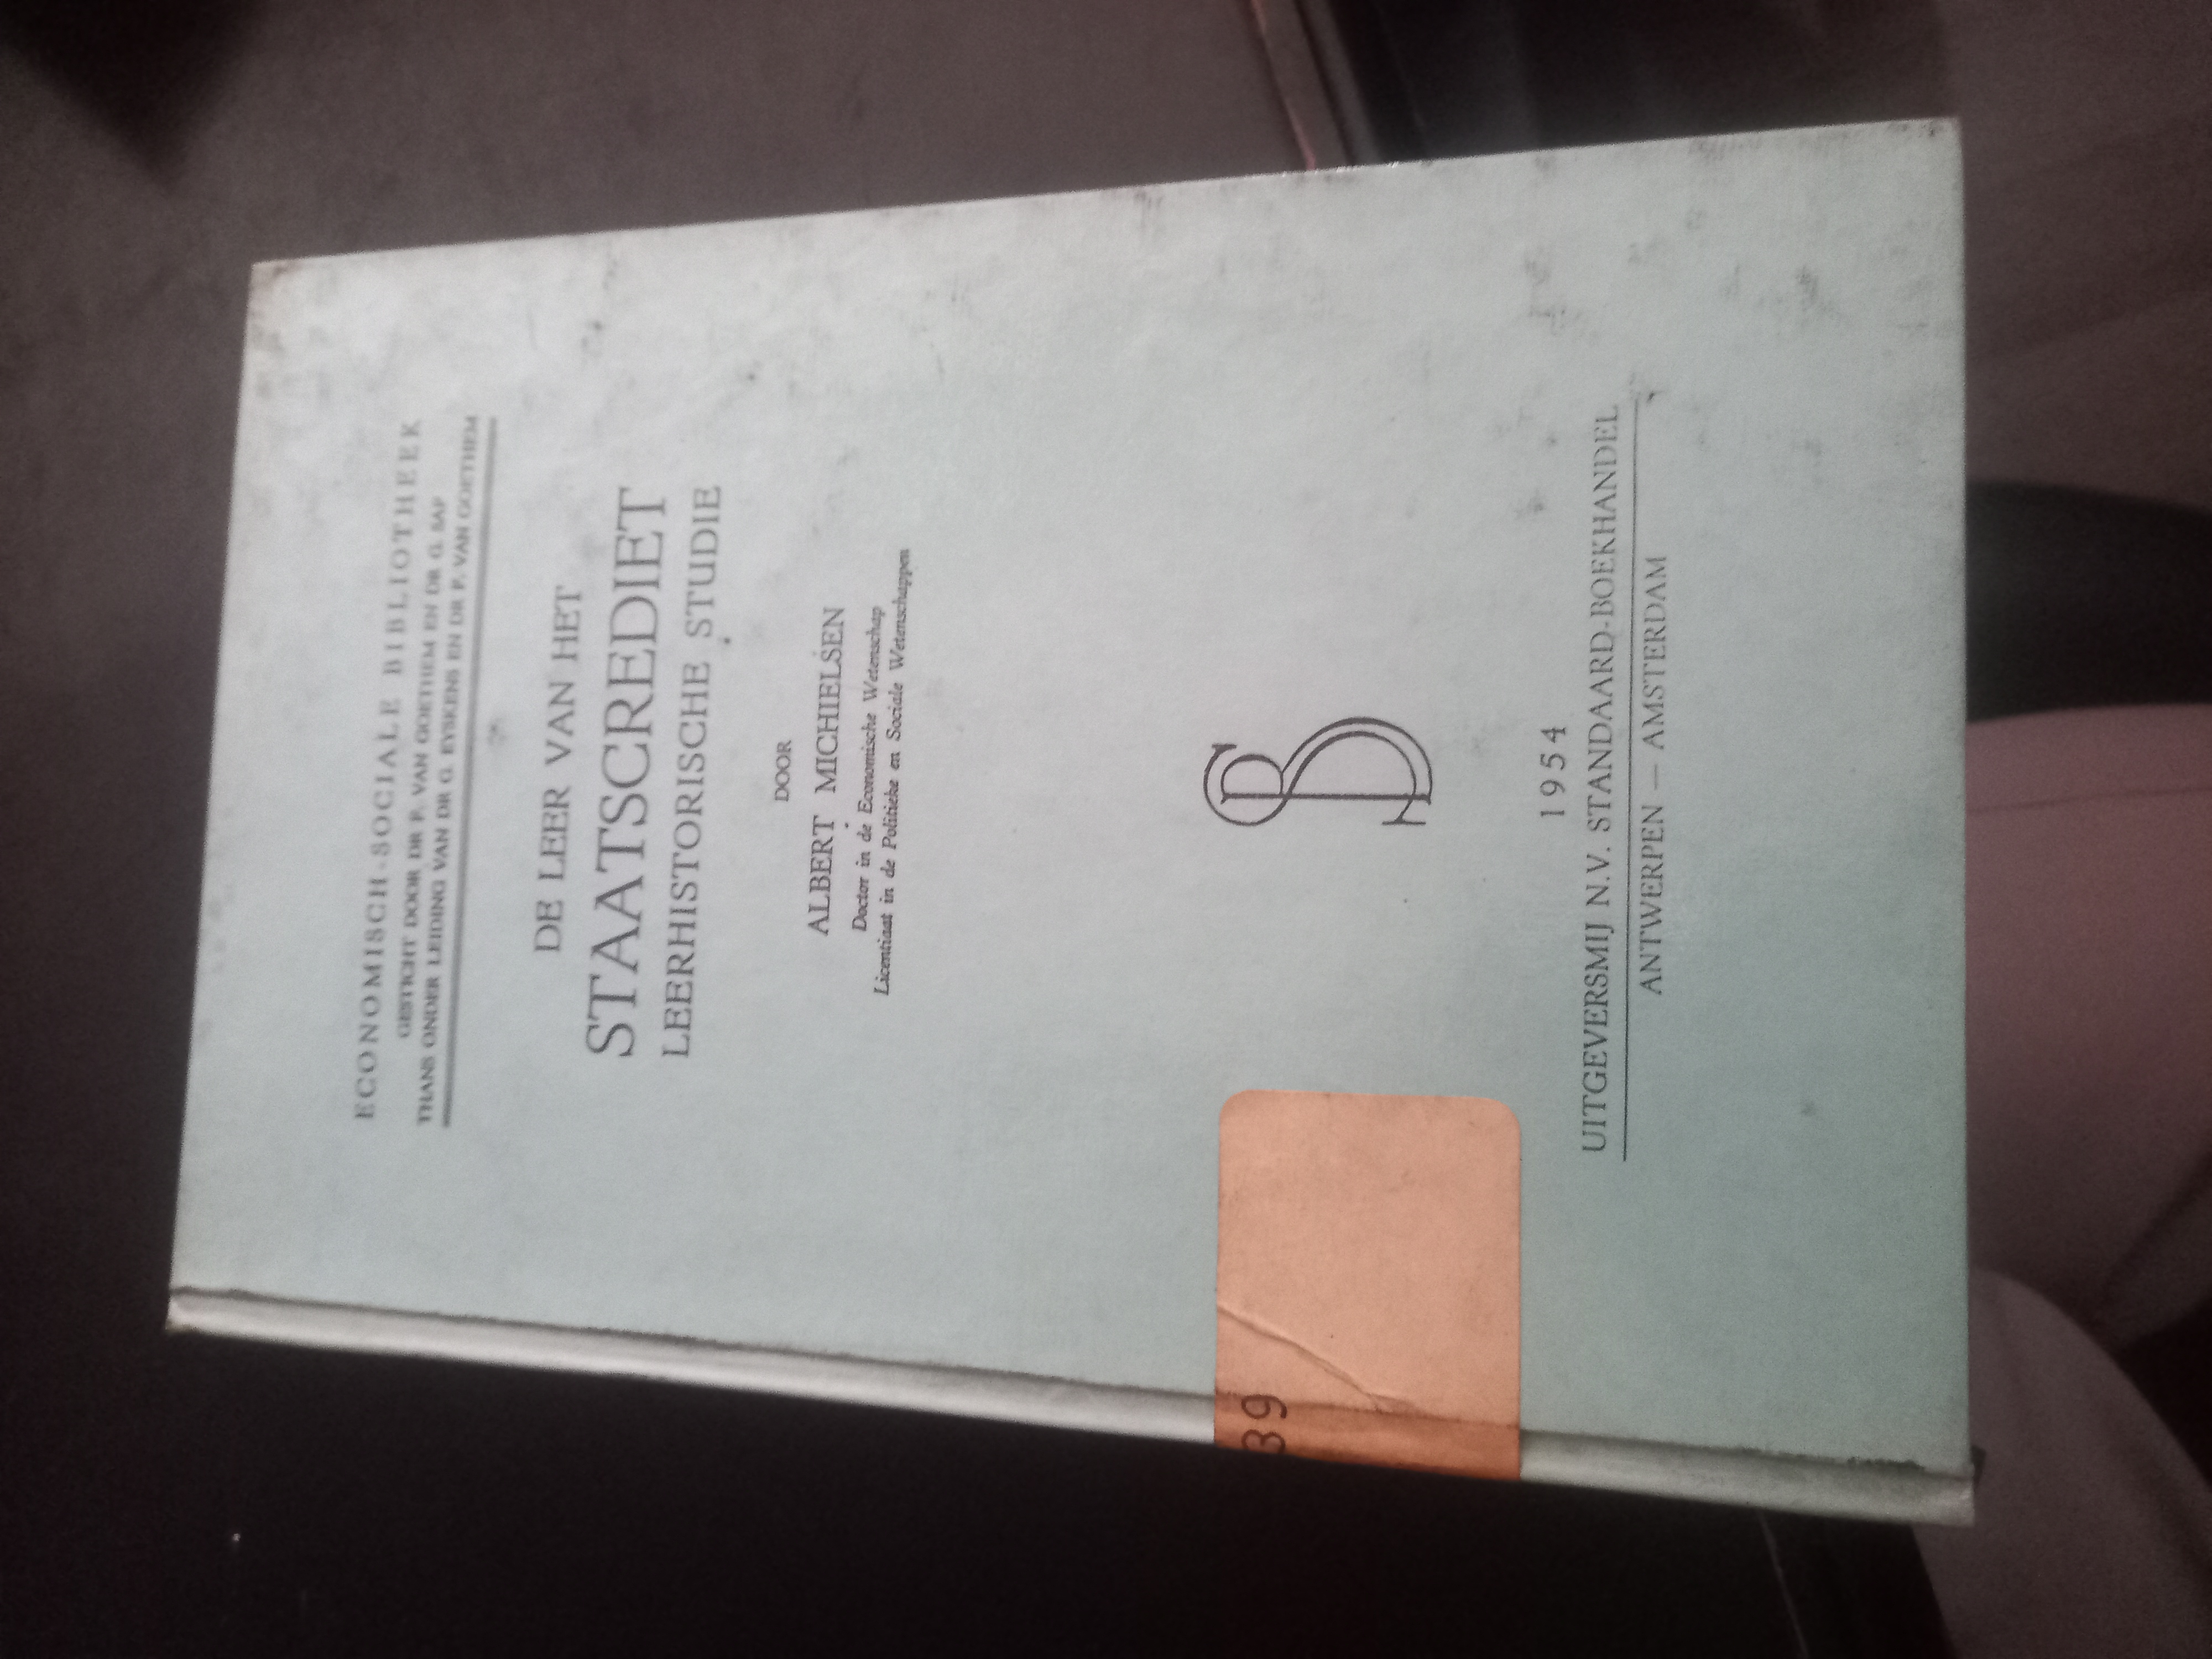 ECONOMISCH-SOCIALE BIBLIOTHEEK
GESTICHT DOOR DR F. VAN GOETHEM EN DR G. SAP
THANS ONDER LEIDING VAN DR G. EYSKENS EN DR F. VAN GOETHEM
DE LEER VAN HET
STAATSCREDIET
LEERHISTORISCHE STUDIE
DOOR
ALBERT MICHIELSEN
Doctor in de Economische Wetenschap
Licentiaat in de Politieke en Sociale Wetenschappen
SB
1954
UITGEVERSMIJ N.V. STANDAARD-BOEKHANDEL
ANTWERPEN — AMSTERDAM
39